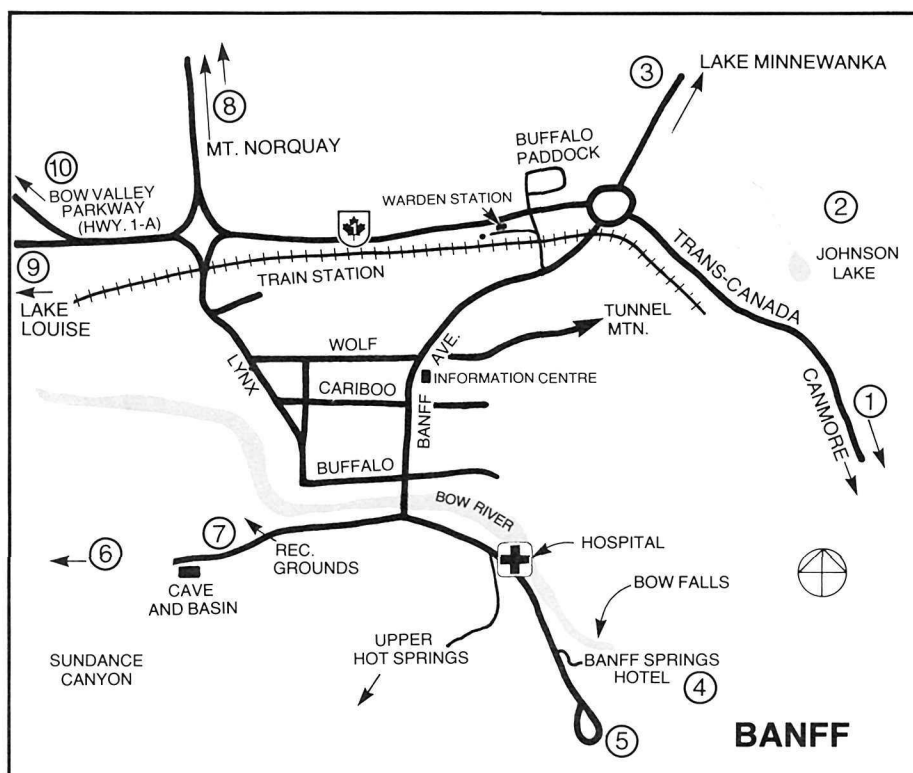 ③
LAKE MINNEWANKA
⑧
MT. NORQUAY
BUFFALO
PADDOCK
⑩
BOW VALLEY
PARKWAY
(HWY. 1-A)
WARDEN STATION
②
JOHNSON
LAKE
TRANS-CANADA
⑨
LAKE
LOUISE
TRAIN STATION
TUNNEL
MTN.
WOLF
LYNX
BANFF AVE.
INFORMATION CENTRE
CARIBOO
CANMORE
①
BUFFALO
BOW RIVER
⑥
⑦
REC.
GROUNDS
HOSPITAL
CAVE
AND BASIN
BOW FALLS
UPPER
HOT SPRINGS
SUNDANCE
CANYON
BANFF SPRINGS
HOTEL
④
⑤
BANFF